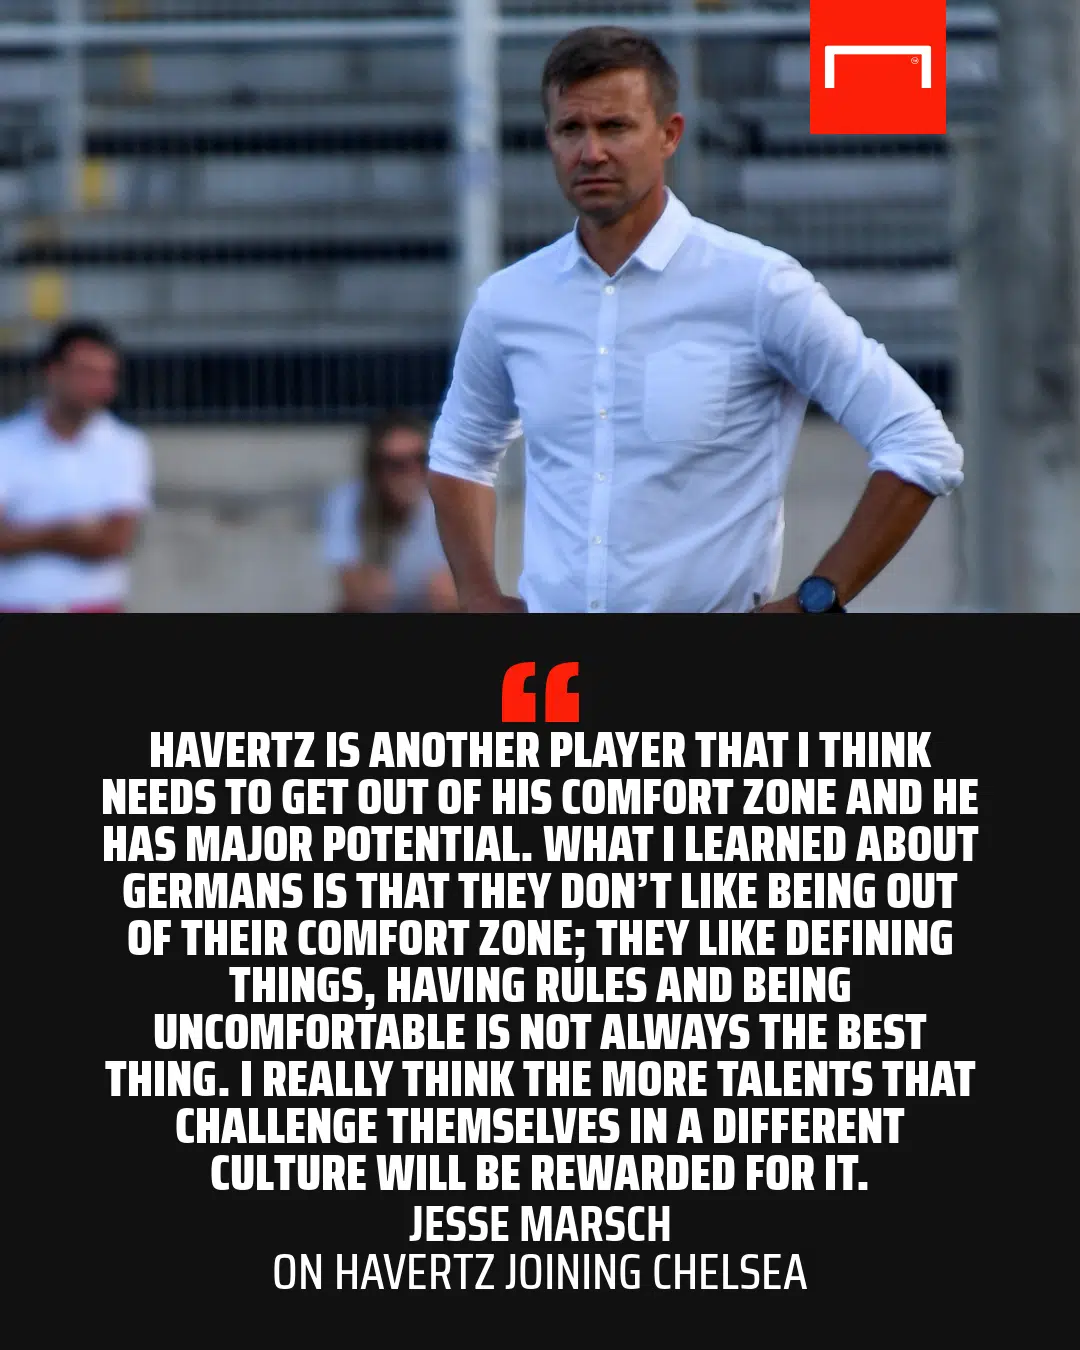 HAVERTZ IS ANOTHER PLAYER THAT I THINK
NEEDS TO GET OUT OF HIS COMFORT ZONE AND HE
HAS MAJOR POTENTIAL. WHAT I LEARNED ABOUT
GERMANS IS THAT THEY DON'T LIKE BEING OUT
OF THEIR COMFORT ZONE; THEY LIKE DEFINING
THINGS, HAVING RULES AND BEING
UNCOMFORTABLE IS NOT ALWAYS THE BEST
THING. I REALLY THINK THE MORE TALENTS THAT
CHALLENGE THEMSELVES IN A DIFFERENT
CULTURE WILL BE REWARDED FOR IT.
JESSE MARSCH
ON HAVERTZ JOINING CHELSEA